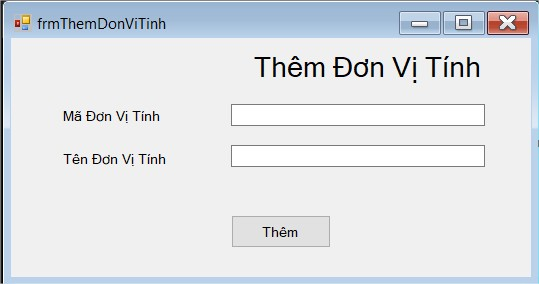 frmThemDonViTinh
Thêm Đơn Vị Tính
Mã Đơn Vị Tính
Tên Đơn Vị Tính
Thêm